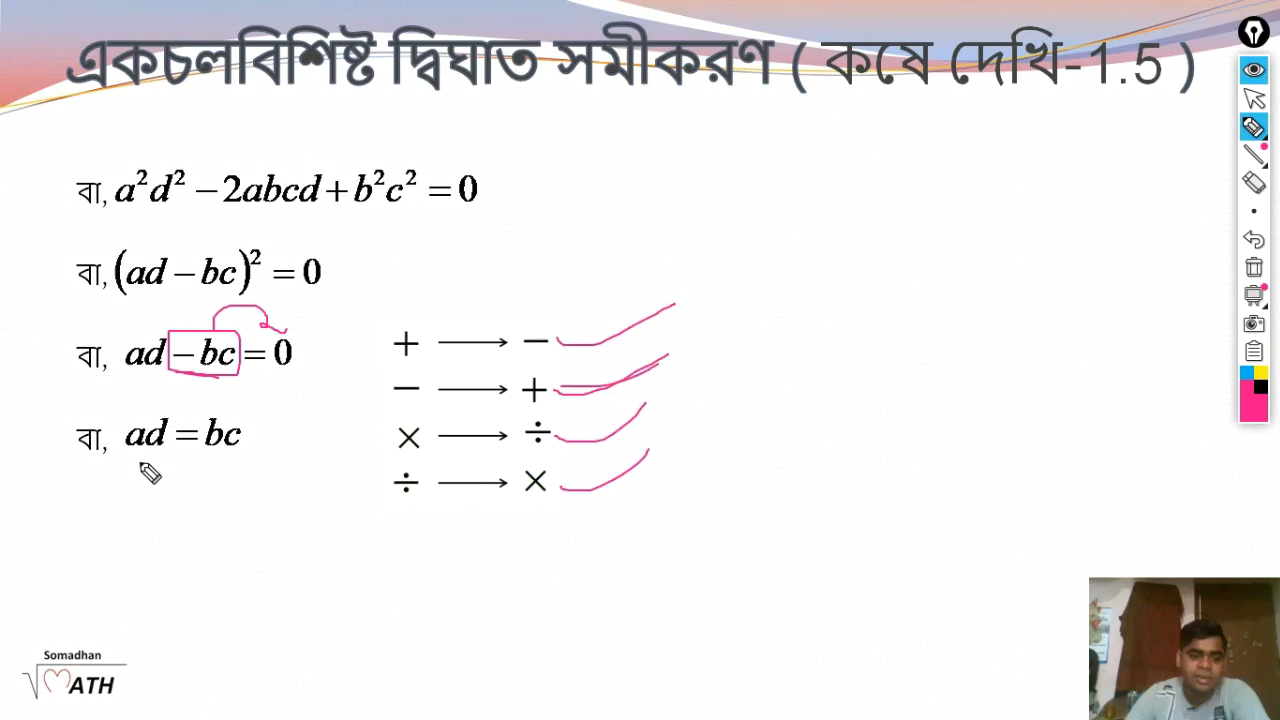 একচলবিশিষ্ট দ্বিঘাত সমীকরণ ( কষে দেখি-1.5 )
বা, a²d² − 2abcd + b²c² = 0
বা, (ad − bc)² = 0
বা, ad − bc = 0
বা, ad = bc
+ ⟶ −
− ⟶ +
× ⟶ ÷
÷ ⟶ ×
Somadhan
√MATH